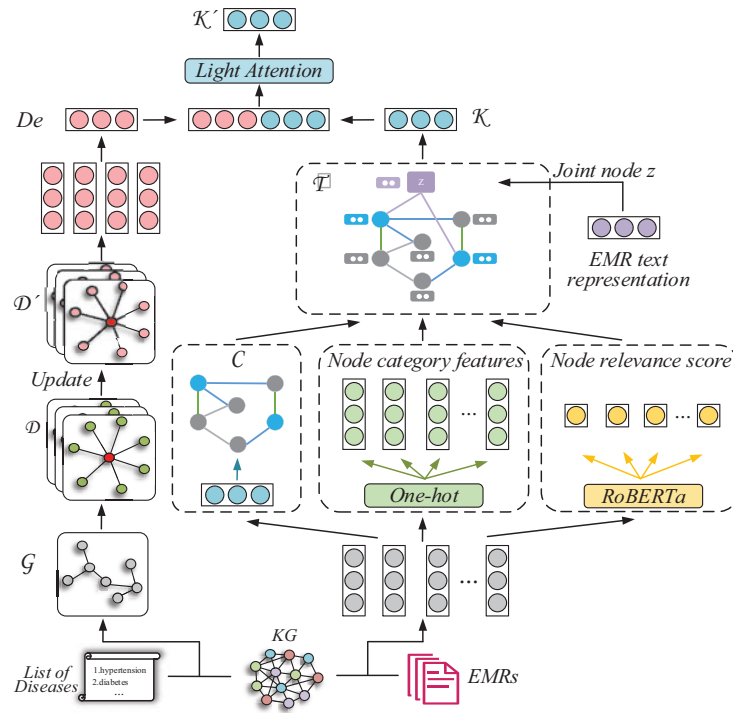 K´
Light Attention
De
K
T
z
Joint node z
EMR text
representation
D´
C
Node category features
Node relevance score
Update
D
...
...
One-hot
RoBERTa
G
...
KG
List of
Diseases
1.hypertension
2.diabetes
...
EMRs